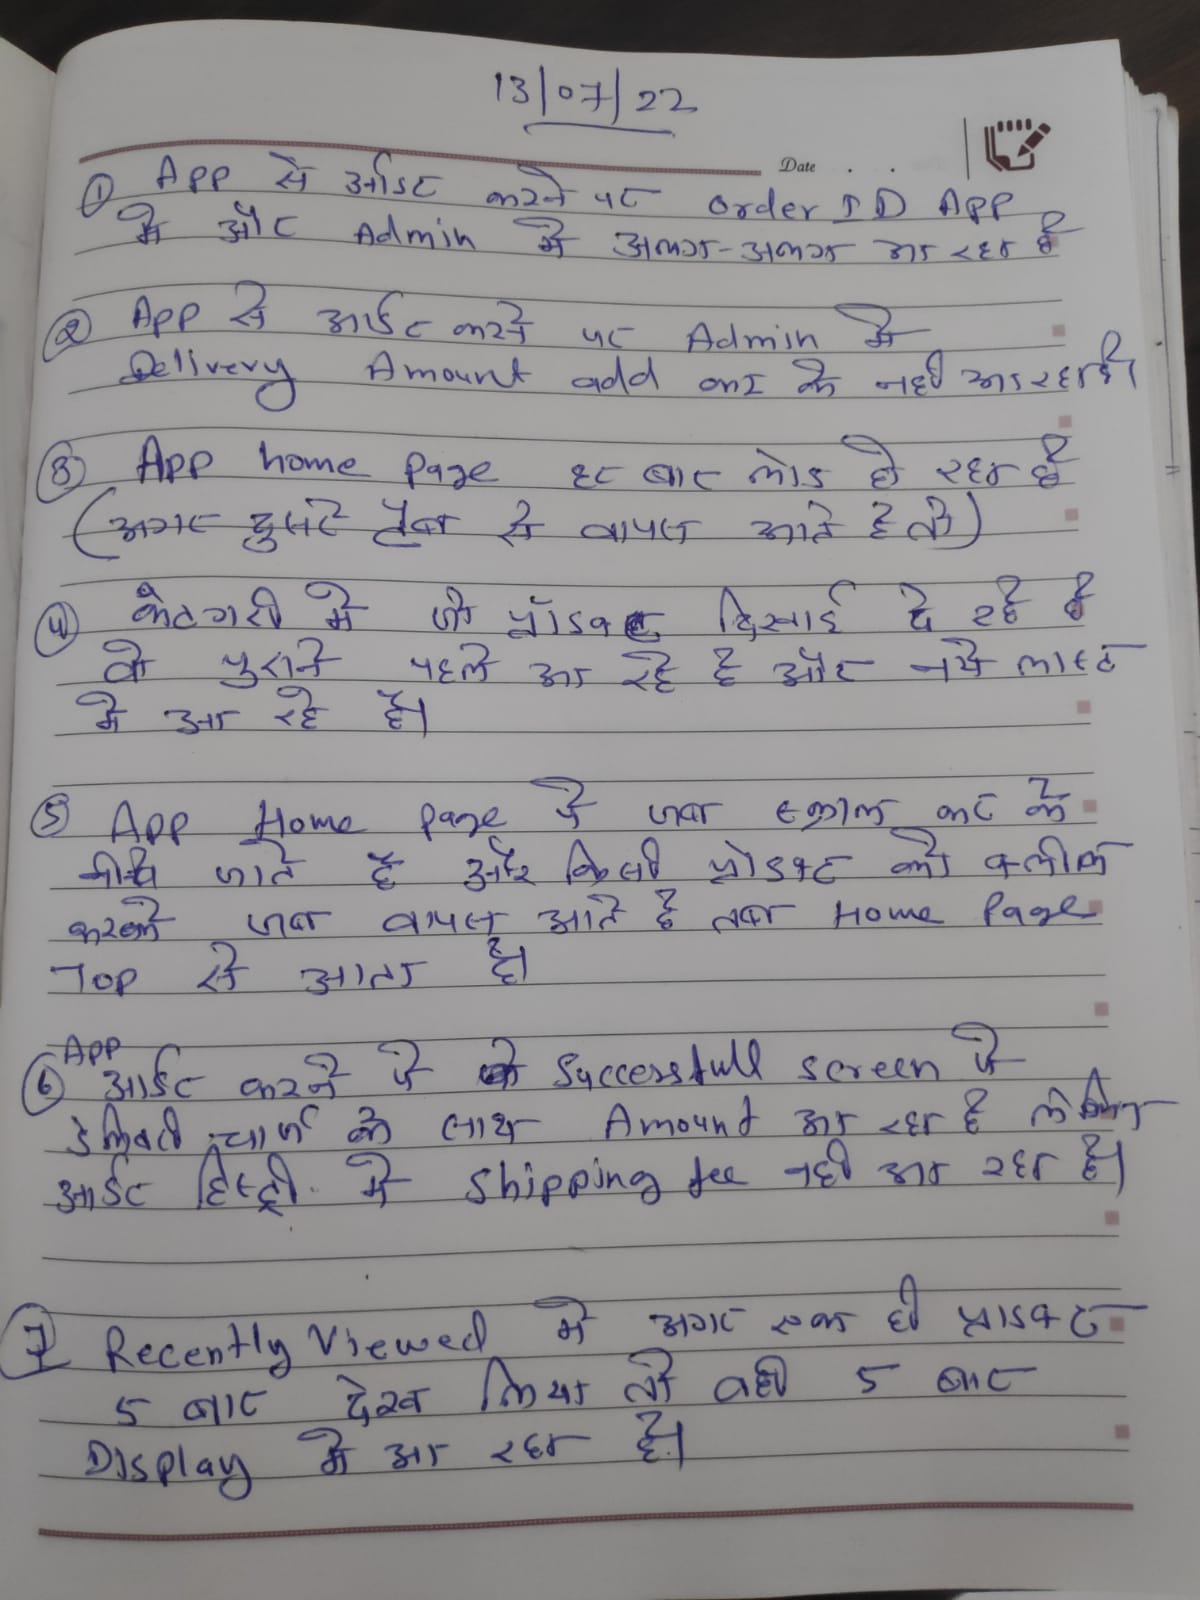 13/07/22
Date
① App से ऑर्डर करने पर order ID App
में और Admin में अलग-अलग आ रहा है
② App से आर्डर करने पर Admin में
Delivery Amount add कर के नहीं आ रहा है।
③ App home Page हर बार लोड हो रहा है
(अगर दुसरे टैब से वापस आते है तो)
④ केटगरी में जो प्रॉडक्ट दिखाई दे रहे है
वो पुराने पहले आ रहे है और नये लास्ट
में आ रहे है।
⑤ App Home Page पे जब स्क्रोल कर के
नीचे जाते है और किसी प्रोडक्ट को क्लीक
करके जब वापस आते है तब Home Page
Top से आता है।
App
⑥ आर्डर करने पे Successfull screen पे
डेलिवरी चार्ज के साथ Amount आ रहा है लेकिन
आर्डर हिस्ट्री में Shipping fee नही आ रहा है।
⑦ Recently Viewed में अगर एक ही प्राडक्ट
5 बार देख लिया तो वही 5 बार
Display में आ रहा है।